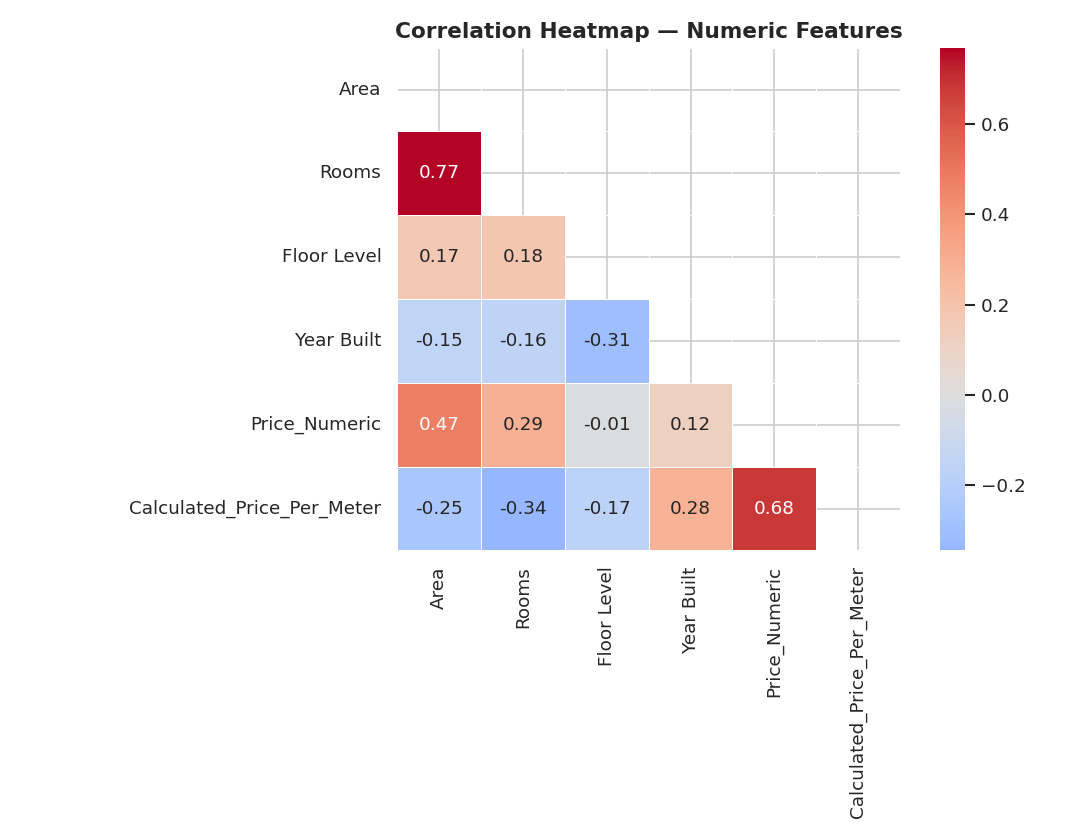 Correlation Heatmap — Numeric Features
Area
Rooms 0.77
Floor Level 0.17 0.18
Year Built -0.15 -0.16 -0.31
Price_Numeric 0.47 0.29 -0.01 0.12
Calculated_Price_Per_Meter -0.25 -0.34 -0.17 0.28 0.68
Area
Rooms
Floor Level
Year Built
Price_Numeric
Calculated_Price_Per_Meter
0.6
0.4
0.2
0.0
−0.2